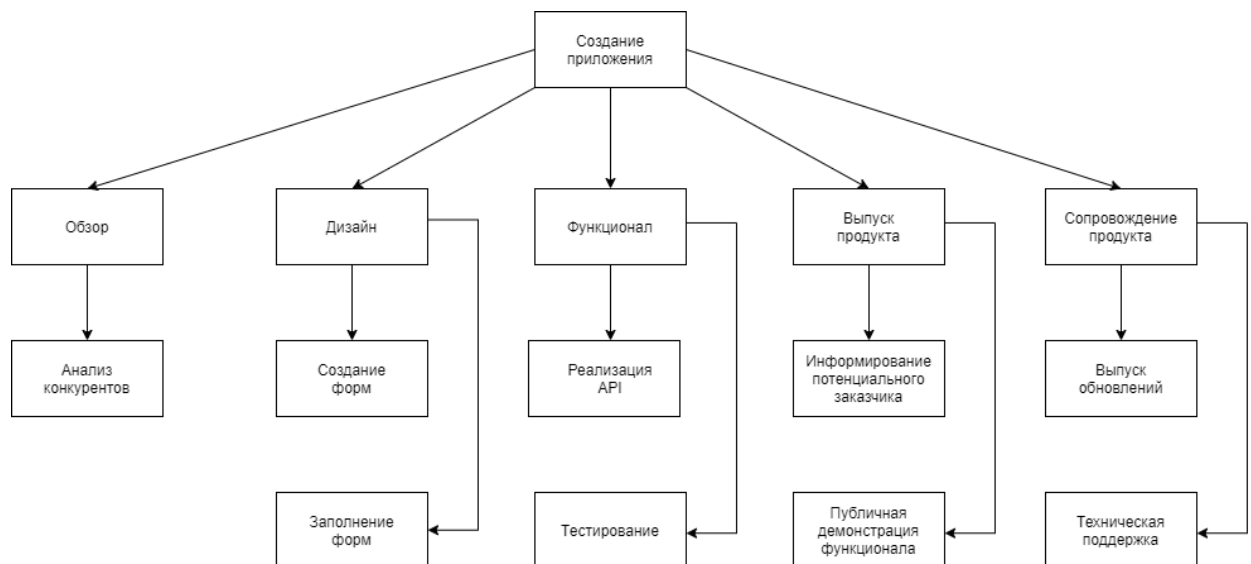 Создание
приложения
Обзор
Дизайн
Функционал
Выпуск
продукта
Сопровождение
продукта
Анализ
конкурентов
Создание
форм
Реализация
API
Информирование
потенциального
заказчика
Выпуск
обновлений
Заполнение
форм
Тестирование
Публичная
демонстрация
функционала
Техническая
поддержка